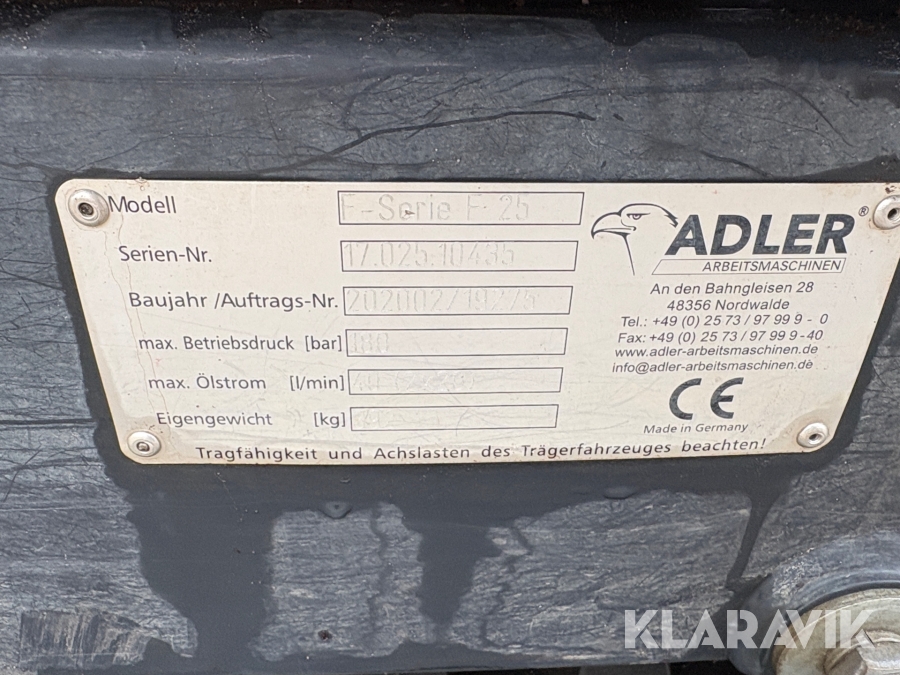 Modell F-Serie F 25
Serien-Nr. 17.025.10435
Baujahr /Auftrags-Nr.
max. Betriebsdruck [bar] 180
max. Ölstrom [l/min]
Eigengewicht [kg]
Tragfähigkeit und Achslasten des Trägerfahrzeuges beachten!
ADLER®
ARBEITSMASCHINEN
An den Bahngleisen 28
48356 Nordwalde
Tel.: +49 (0) 25 73 / 97 99 9 - 0
Fax: +49 (0) 25 73 / 97 99 9 -40
www.adler-arbeitsmaschinen.de
info@adler-arbeitsmaschinen.de
CE
Made in Germany
KLARAVIK